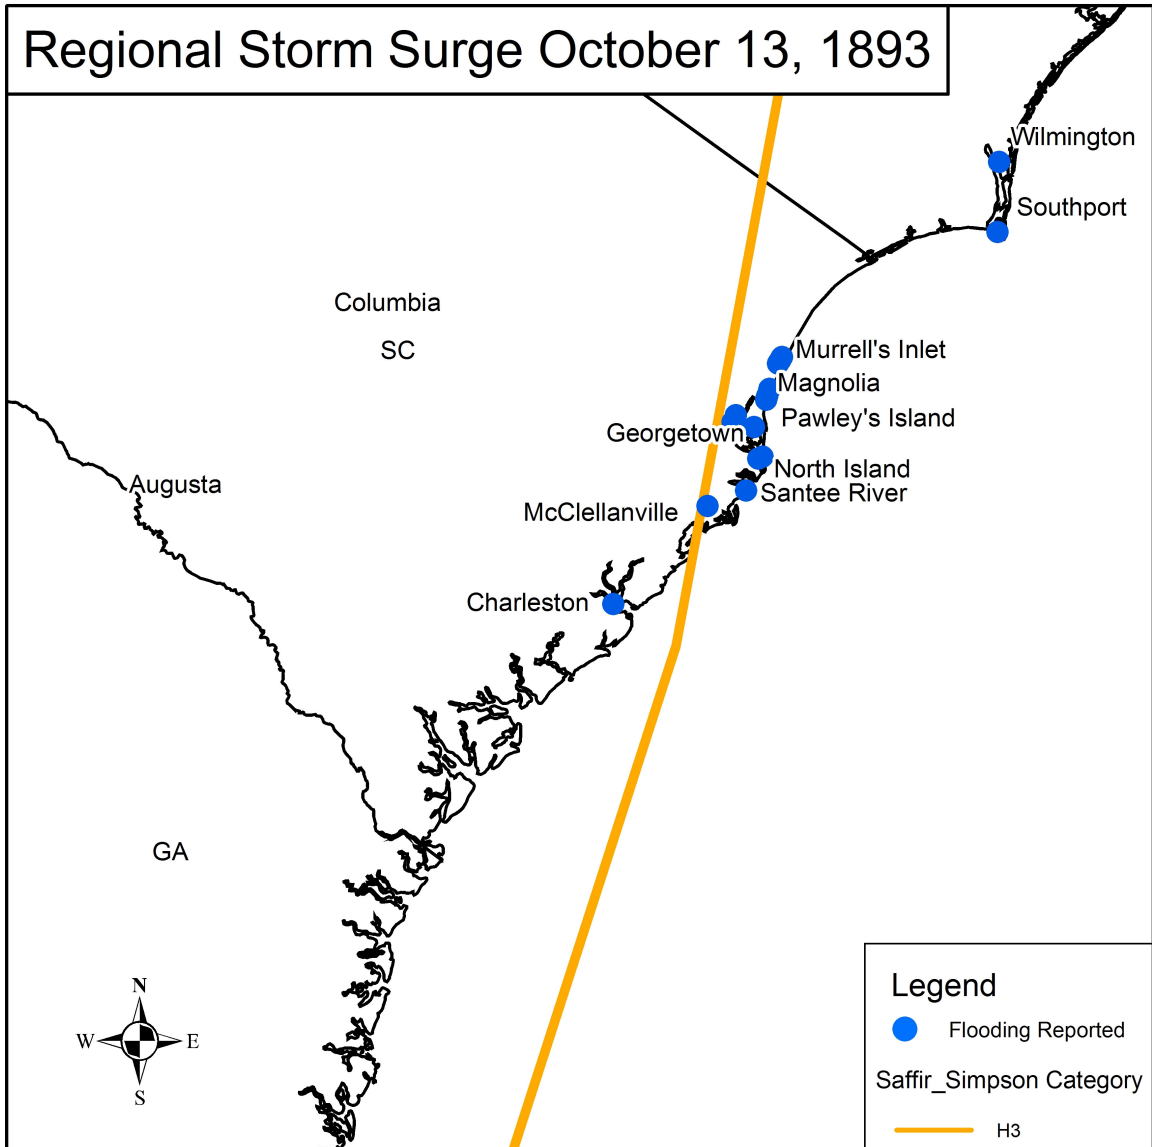 Regional Storm Surge October 13, 1893
Wilmington
Southport
Columbia
SC
Murrell's Inlet
Magnolia
Pawley's Island
Georgetown
North Island
Augusta
Santee River
McClellanville
Charleston
GA
N
W
E
S
Legend
Flooding Reported
Saffir_Simpson Category
H3